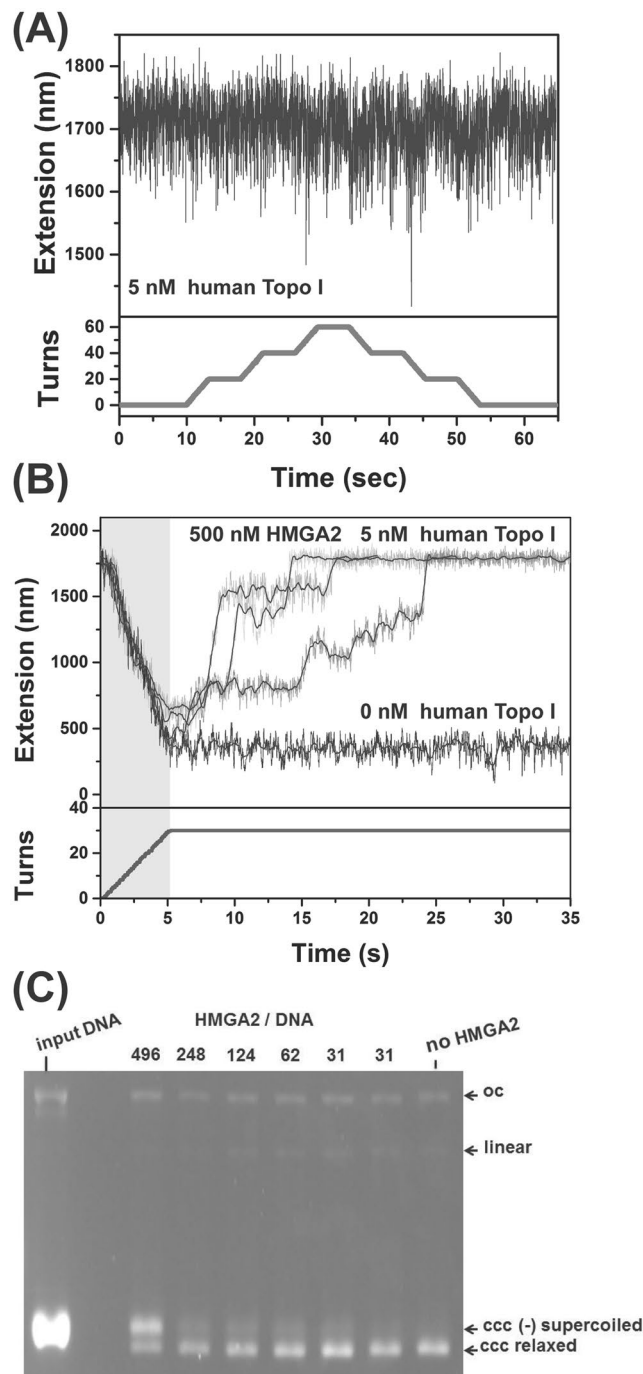 (A)
Extension (nm)
1800
1700
1600
1500
5 nM human Topo I
Turns
60
40
20
0
0 10 20 30 40 50 60
Time (sec)
(B)
Extension (nm)
2000
1500
1000
500
0
500 nM HMGA2 5 nM human Topo I
0 nM human Topo I
Turns
40
20
0
0 5 10 15 20 25 30 35
Time (s)
(C)
input DNA
HMGA2 / DNA
no HMGA2
496 248 124 62 31 31
oc
linear
ccc (-) supercoiled
ccc relaxed